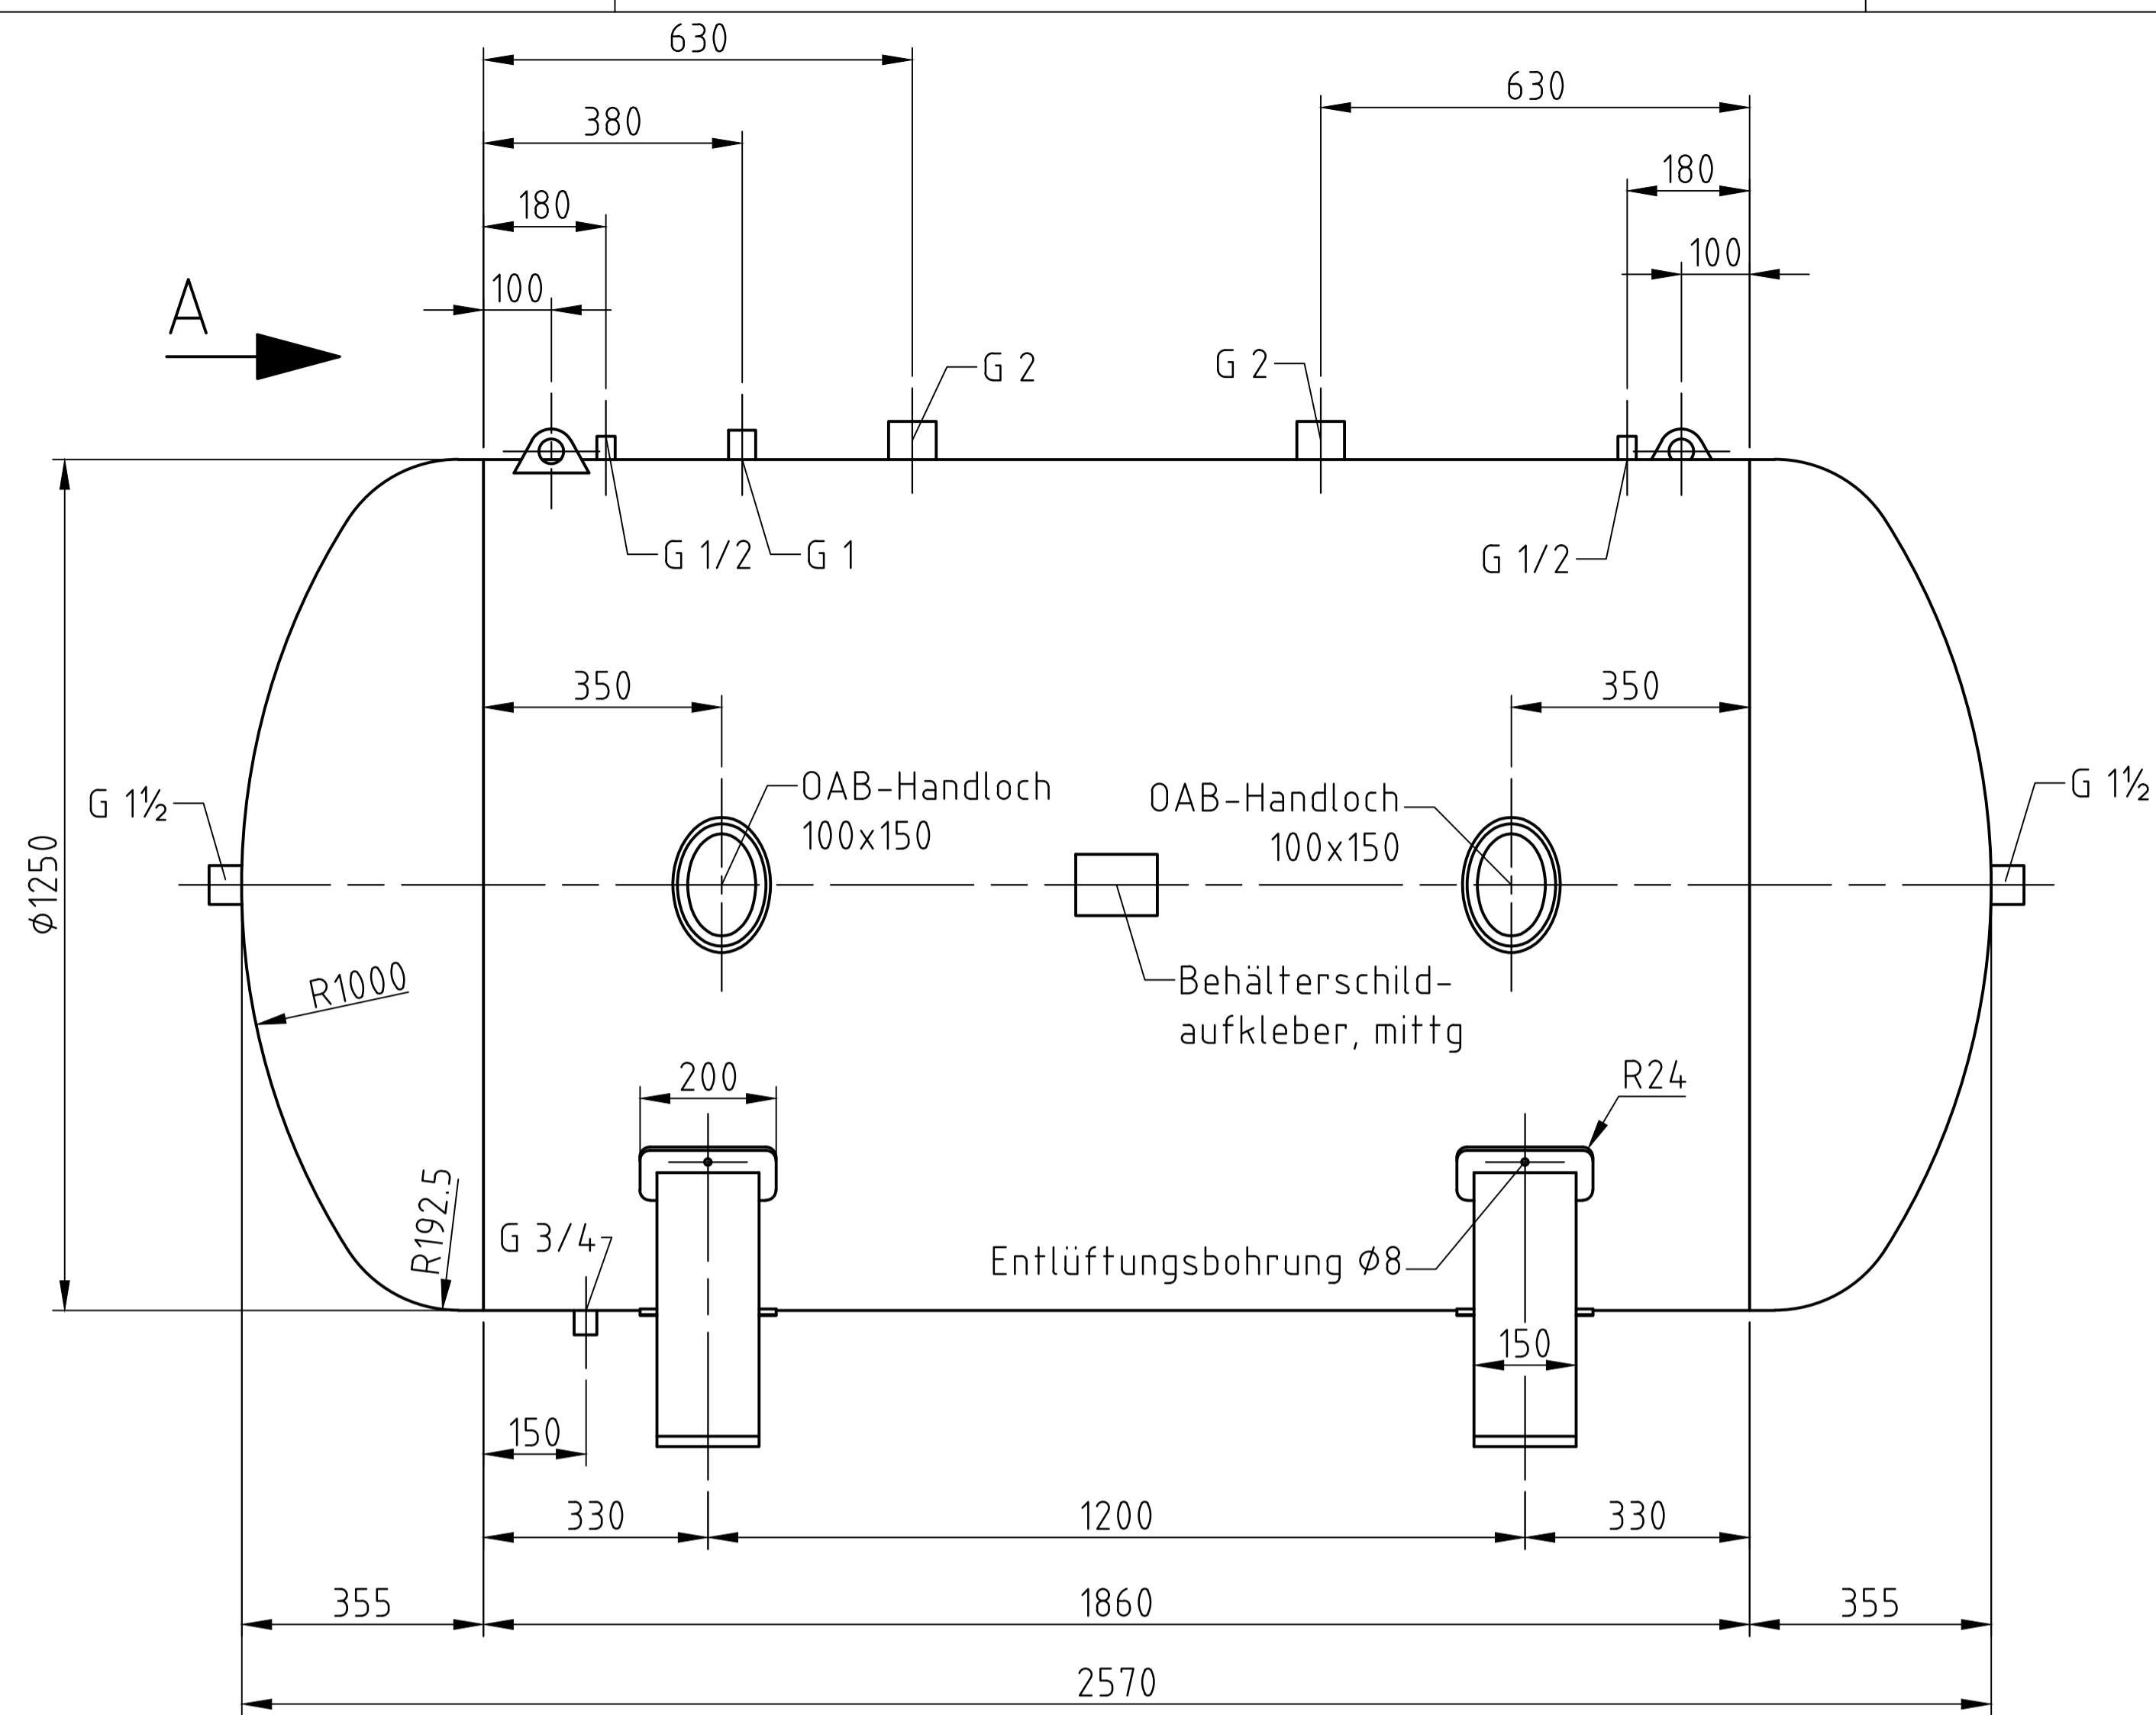 630
630
380
180
180
100
100
A
G 2
G 2
G 1/2
G 1
G 1/2
350
350
G 1½
OAB-Handloch
100x150
OAB-Handloch
100x150
G 1½
⌀1250
R1000
Behälterschild-
aufkleber, mittg
200
R24
R192.5
G 3/4
Entlüftungsbohrung ⌀8
150
150
330
1200
330
355
1860
355
2570